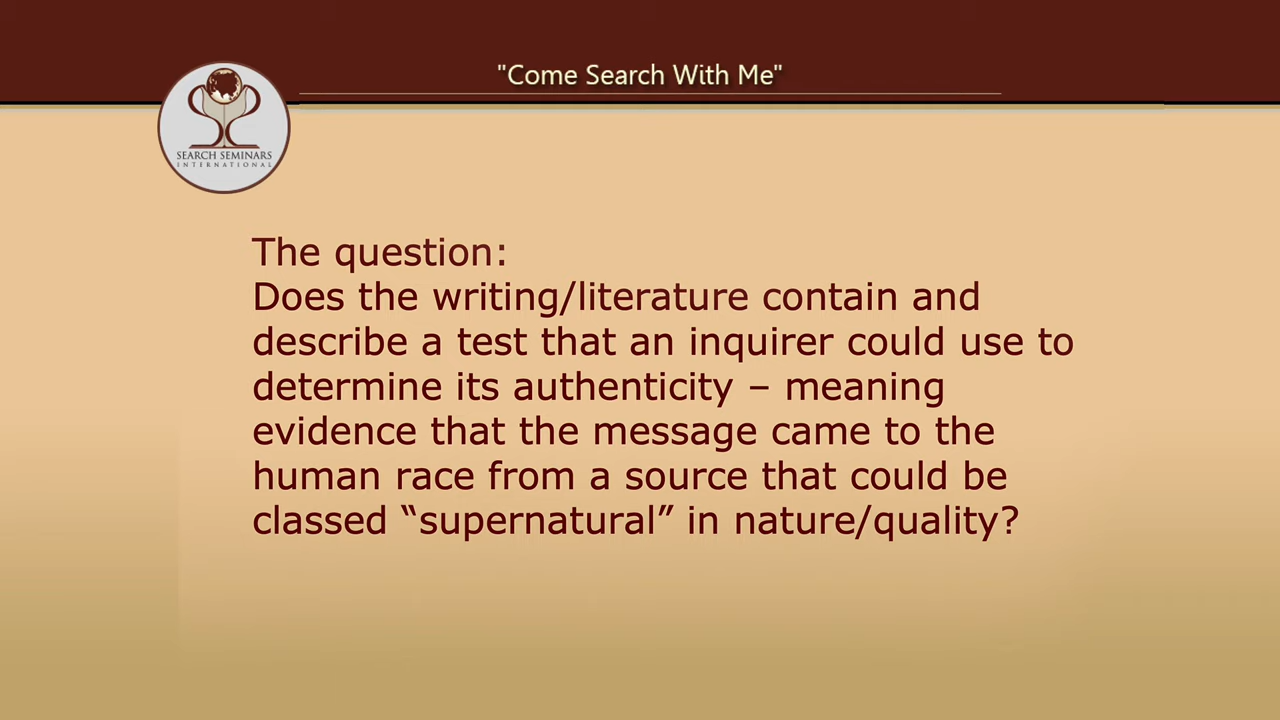 "Come Search With Me"
SEARCH SEMINARS
INTERNATIONAL
The question:
Does the writing/literature contain and
describe a test that an inquirer could use to
determine its authenticity – meaning
evidence that the message came to the
human race from a source that could be
classed “supernatural” in nature/quality?